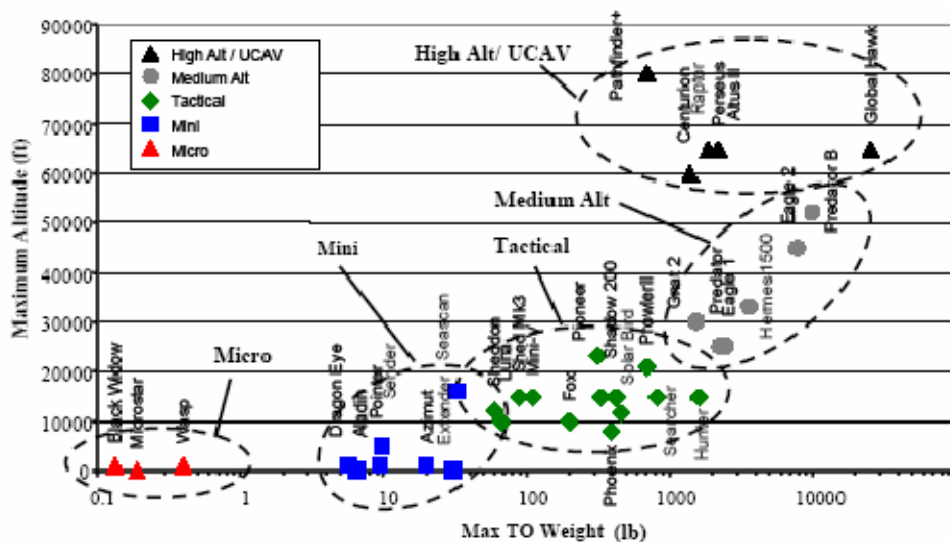 90000
80000
70000
60000
50000
40000
30000
20000
10000
0
Maximum Altitude (ft)
High Alt / UCAV
Medium Alt
Tactical
Mini
Micro
High Alt/ UCAV
Medium Alt
Tactical
Mini
Micro
Black Widow
Microstar
Wasp
Dragon Eye
Aladin
Pointer
Sender
Azimut
Extender
Seascan
Luna
Shed Mk3
Mini-
Fox
Pioneer
Phoenix
Shadow 200
Solar Bird
Prowler II
Searcher
Hunter
Gnat 2
Predator
Eagle 1
Hermes 1500
Eagle 2
Predator B
Pathfinder+
Centurion
Raptor
Perseus
Altus II
Global Hawk
0.1
1
10
100
1000
10000
Max TO Weight (lb)